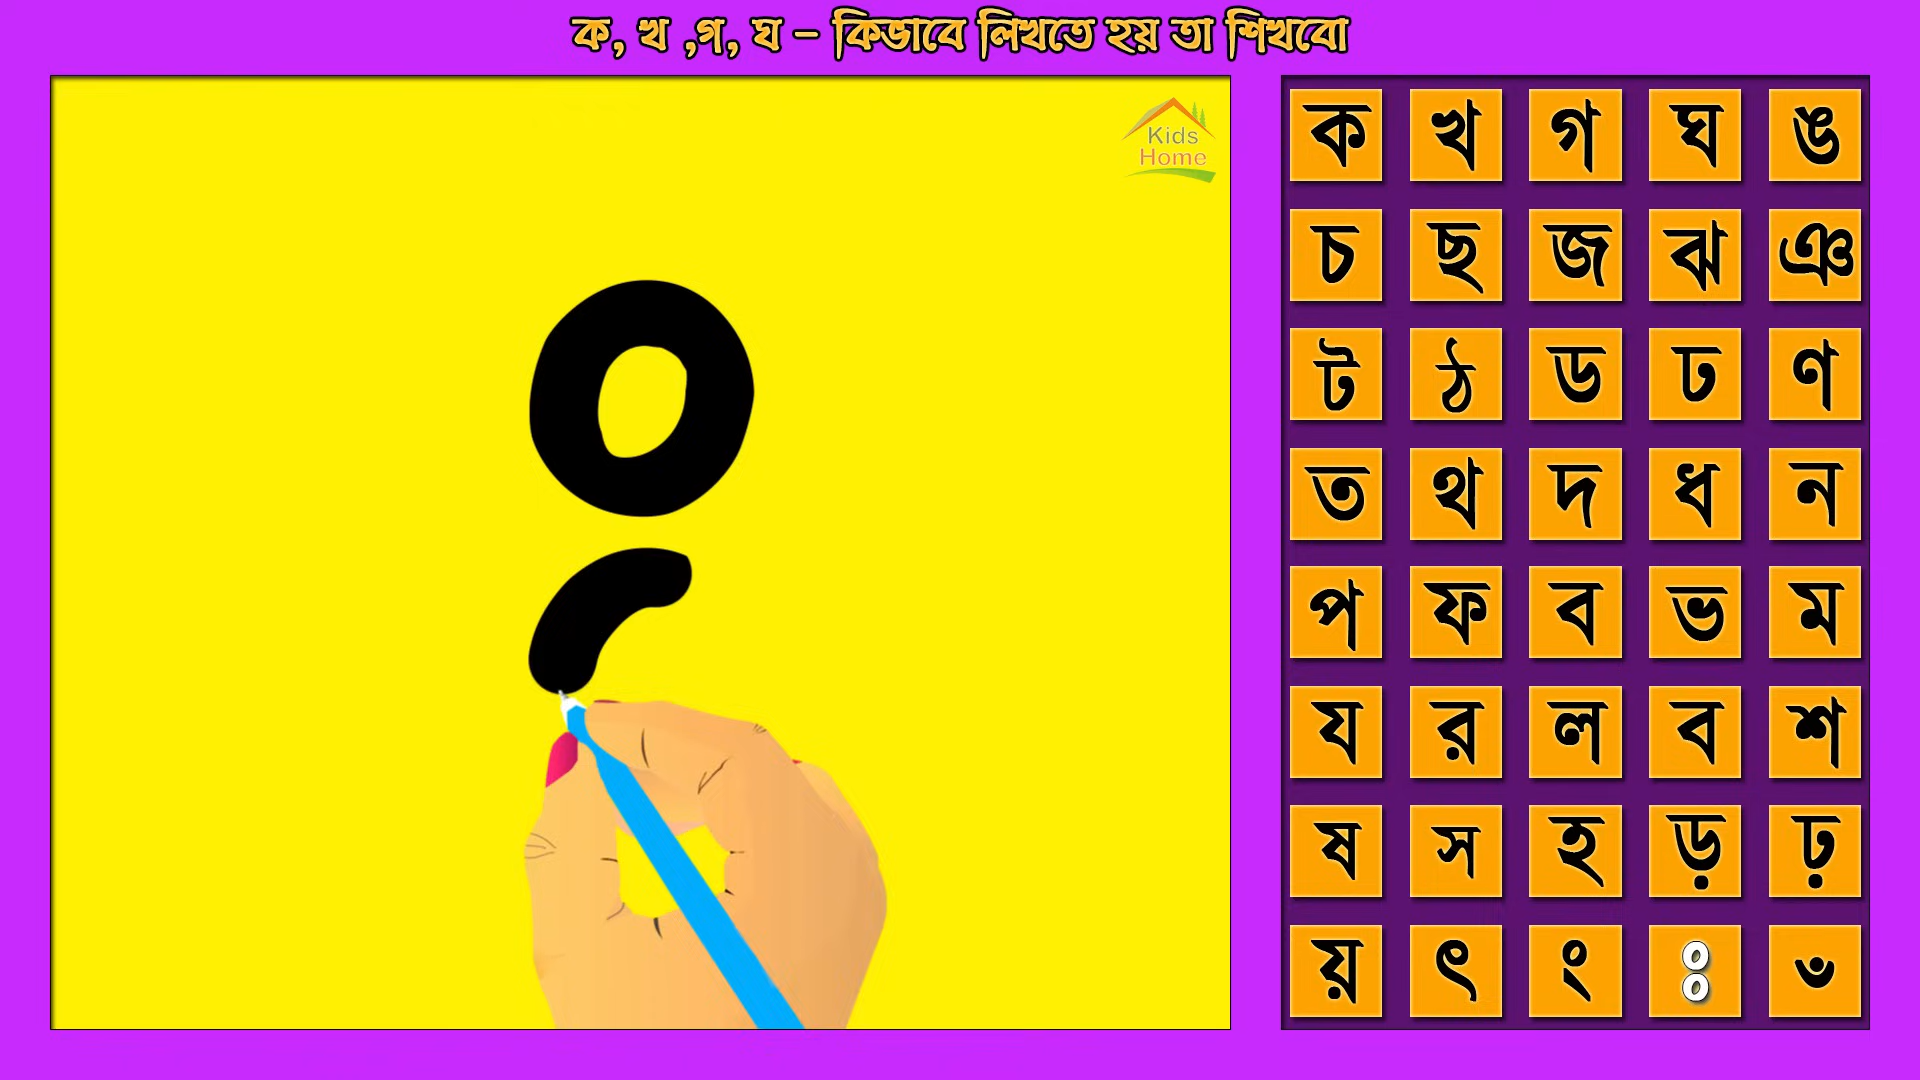 ক, খ ,গ, ঘ – কিভাবে লিখতে হয় তা শিখবো
Kids
Home
ঃ
ক খ গ ঘ ঙ
চ ছ জ ঝ ঞ
ট ঠ ড ঢ ণ
ত থ দ ধ ন
প ফ ব ভ ম
য র ল ব শ
ষ স হ ড় ঢ়
য় ৎ ং ঃ ঁ